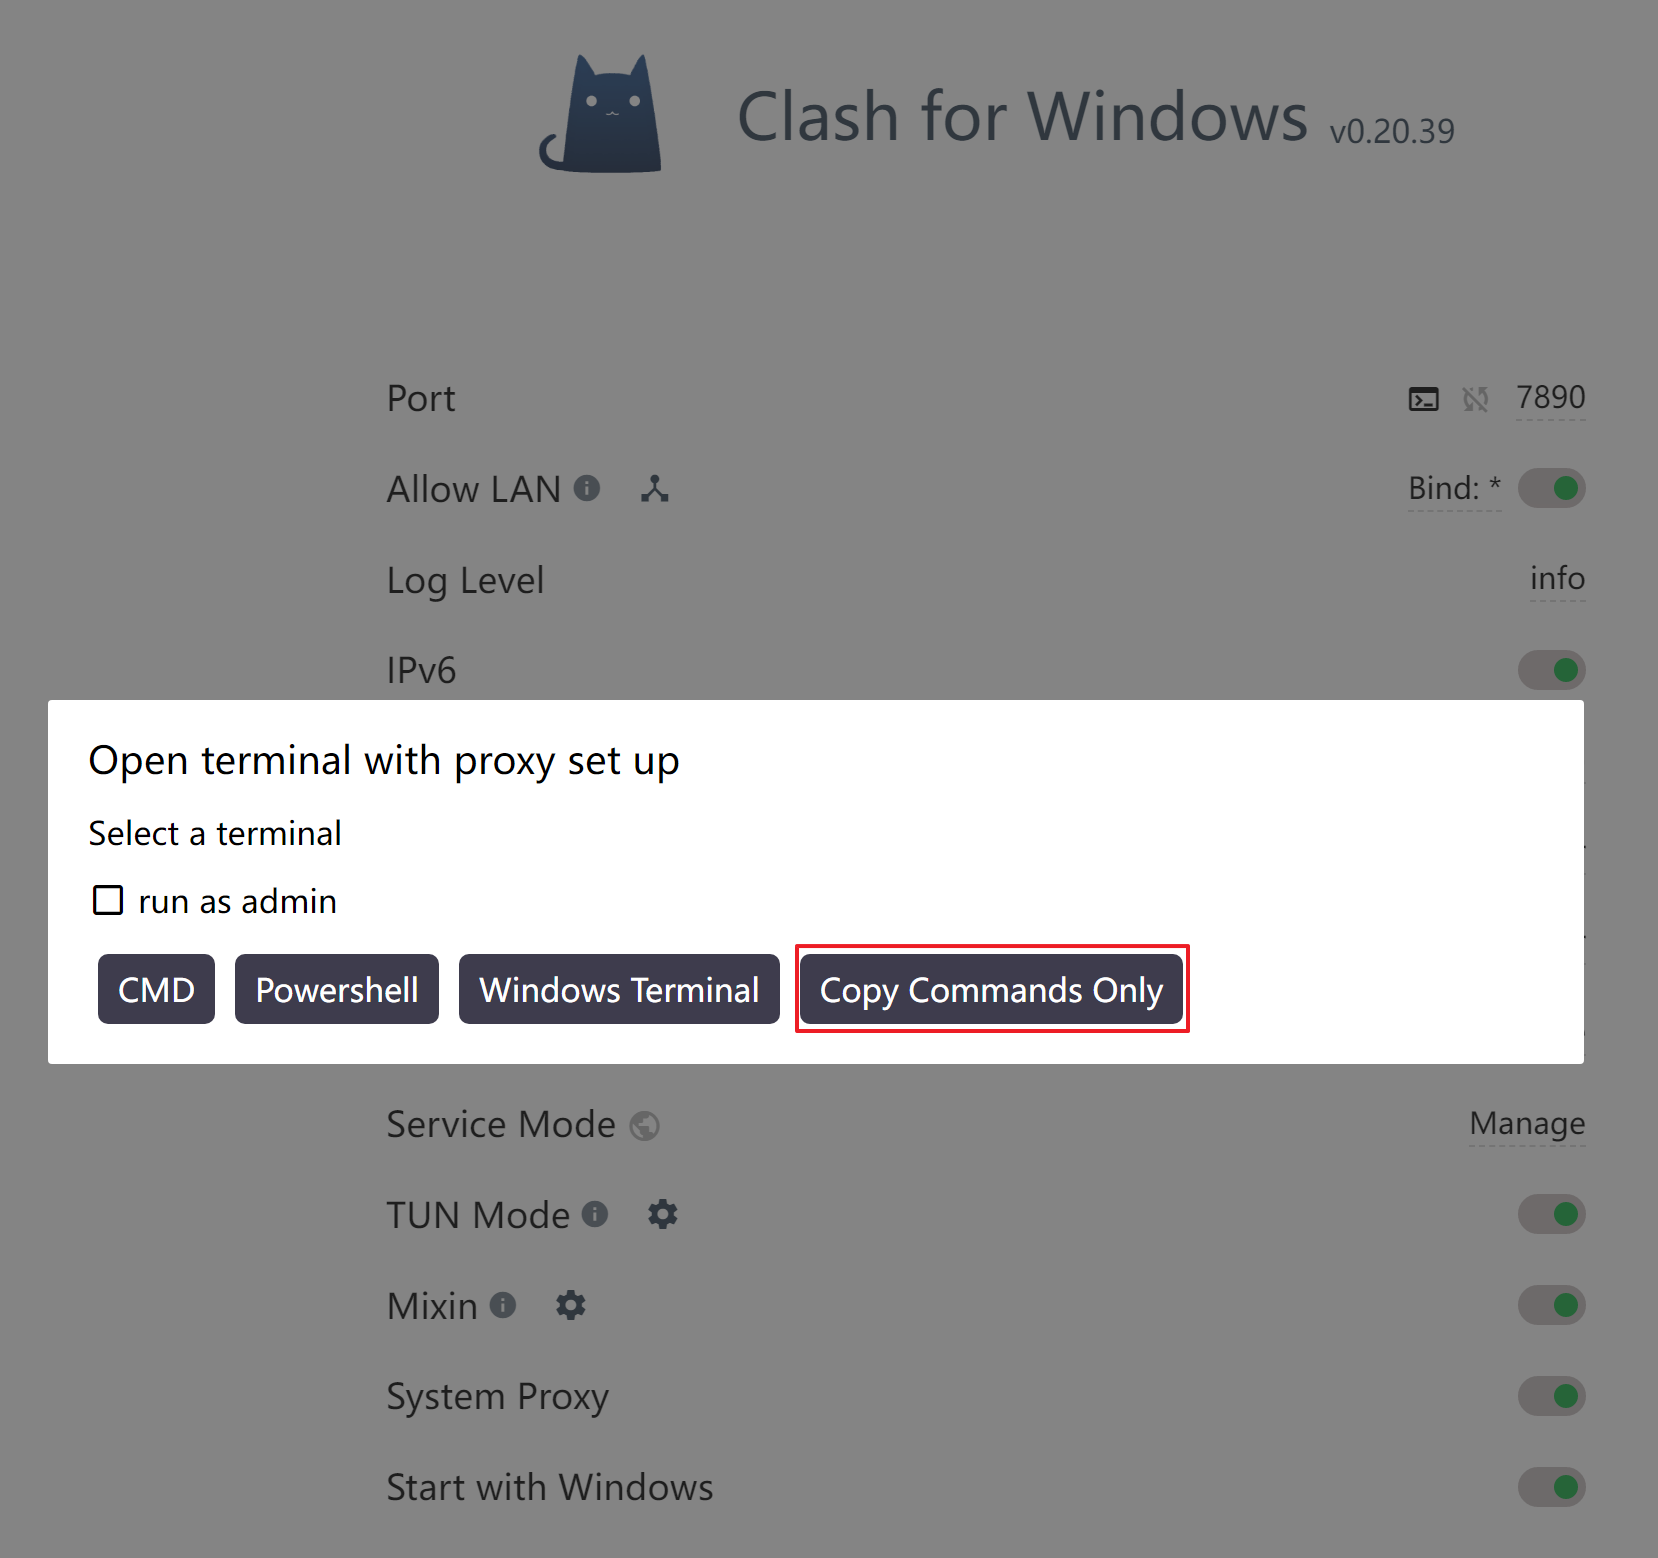 Clash for Windows v0.20.39
Port 7890
Allow LAN Bind: *
Log Level info
IPv6
Open terminal with proxy set up
Select a terminal
run as admin
CMD Powershell Windows Terminal Copy Commands Only
Service Mode Manage
TUN Mode
Mixin
System Proxy
Start with Windows